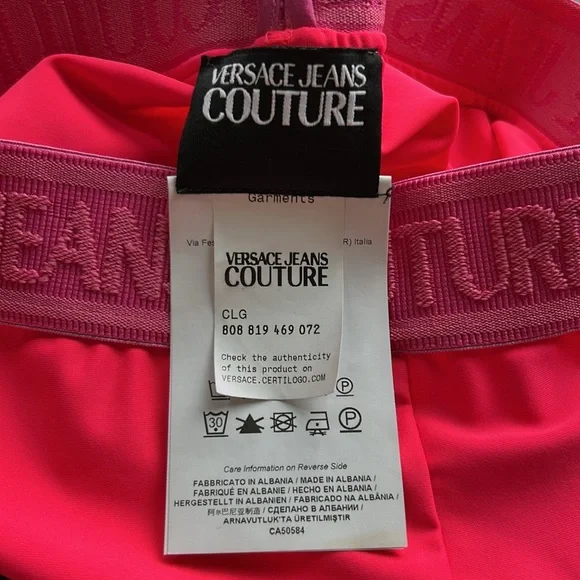 VERSACE JEANS
COUTURE
Garments
Via Fes
R) Italia
EAN
TURE
VERSACE JEANS
COUTURE
CLG
808 819 469 072
Check the authenticity
of this product on
VERSACE.CERTILOGO.COM
P
30
P
Care Information on Reverse Side
FABBRICATO IN ALBANIA / MADE IN ALBANIA
FABRIQUÉ EN ALBANIE / HECHO EN ALBANIA
HERGESTELLT IN ALBANIEN / FABRICADO NA ALBÂNIA
阿尔巴尼亚制造 / СДЕЛАНО В АЛБАНИИ
ARNAVUTLUK'TA ÜRETILMIŞTIR
CA50584